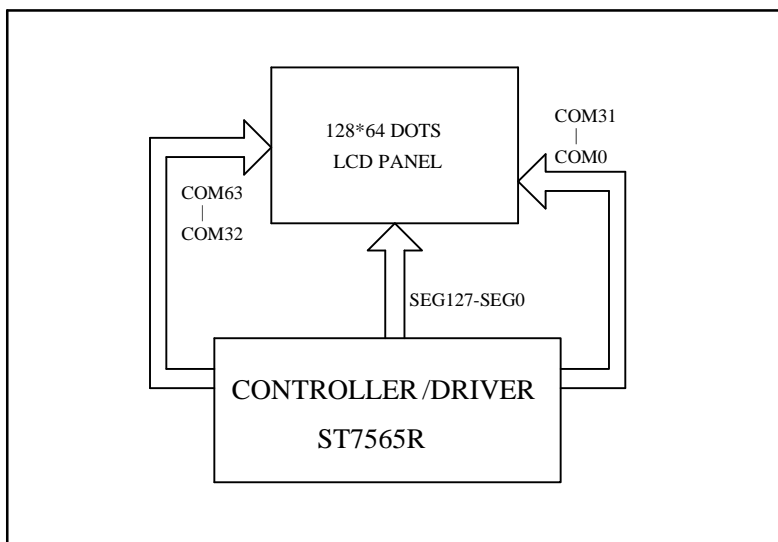 128*64 DOTS
LCD PANEL
COM31
|
COM0
COM63
|
COM32
SEG127-SEG0
CONTROLLER /DRIVER
ST7565R